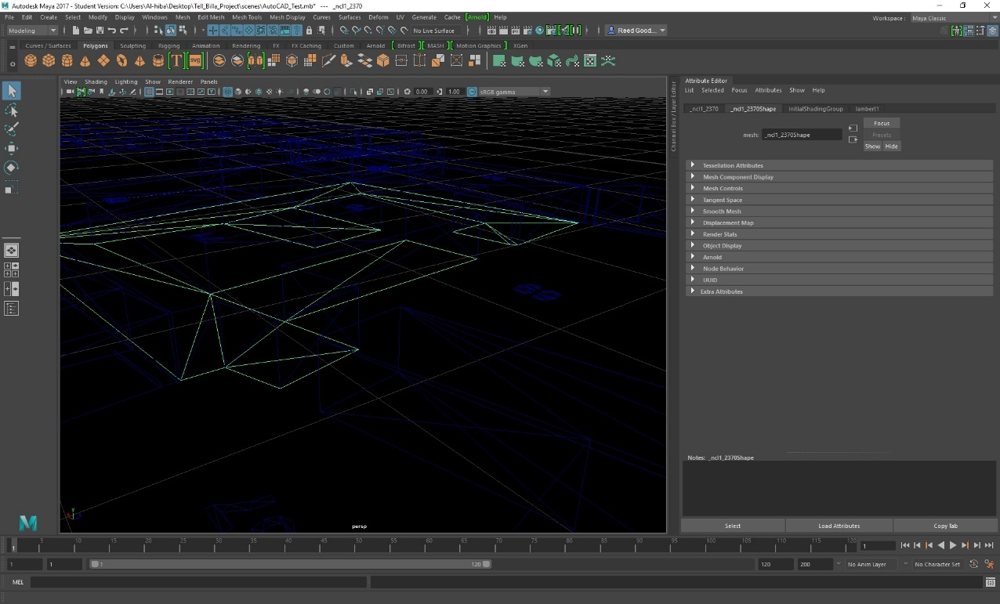 Autodesk Maya 2017 - Student Version: C:\Users\Al-hiba\Desktop\Tell_Billa_Project\scenes\AutoCAD_Test.mb* --- _ncl1_2370
File Edit Create Select Modify Display Windows Mesh Edit Mesh Mesh Tools Mesh Display Curves Surfaces Deform UV Generate Cache [Arnold] Help
Workspace : Maya Classic
Modeling
No Live Surface
Reed Good...
Curves / Surfaces Polygons Sculpting Rigging Animation Rendering FX FX Caching Custom Arnold Bifrost MASH Motion Graphics XGen
T svg
View Shading Lighting Show Renderer Panels
0.00 1.00 sRGB gamma
Channel Box / Layer Editor
Attribute Editor
List Selected Focus Attributes Show Help
_ncl1_2370 _ncl1_2370Shape initialShadingGroup lambert1
Focus
mesh: _ncl1_2370Shape
Presets
Show Hide
Tessellation Attributes
Mesh Component Display
Mesh Controls
Tangent Space
Smooth Mesh
Displacement Map
Render Stats
Object Display
Arnold
Node Behavior
UUID
Extra Attributes
Notes: _ncl1_2370Shape
persp
Select Load Attributes Copy Tab
1 5 10 15 20 25 30 35 40 45 50 55 60 65 70 75 80 85 90 95 100 105 110 115 120 1
1 1 1 120 120 200 No Anim Layer No Character Set
MEL